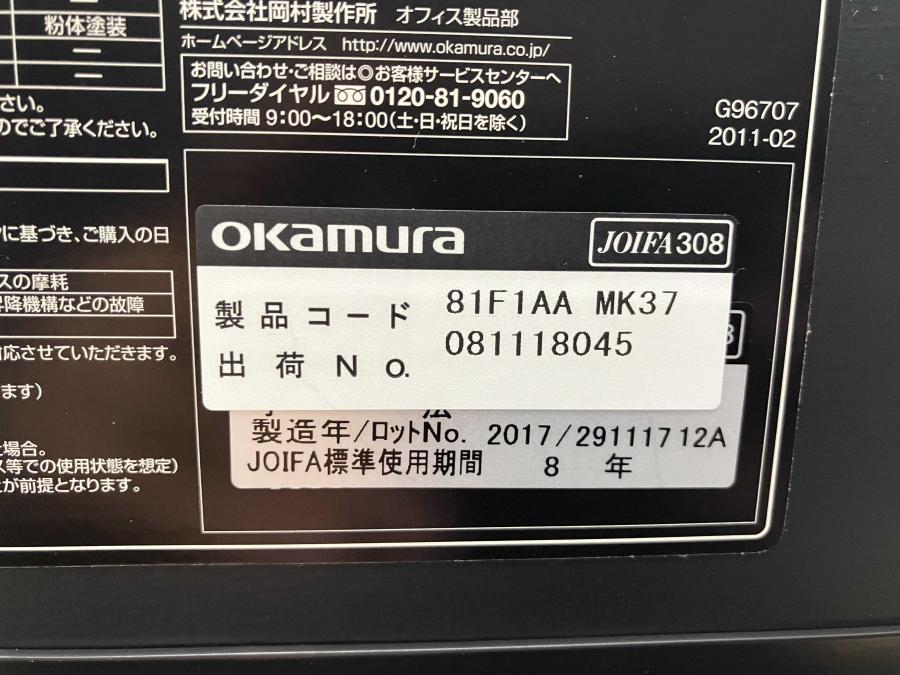 粉体塗装
—
—
株式会社岡村製作所 オフィス製品部
ホームページアドレス http://www.okamura.co.jp/
お問い合わせ・ご相談は◎お客様サービスセンターへ
フリーダイヤル 0120-81-9060
受付時間 9:00〜18:00(土・日・祝日を除く)
さい。
のでご了承ください。
G96707
2011-02
に基づき、ご購入の日
スの摩耗
昇降機構などの故障
対応させていただきます。
ます)
場合。
ス等での使用状態を想定)
が前提となります。
okamura
JOIFA308
製品コード 81F1AA MK37
出荷No. 081118045
製造年/ロットNo. 2017/29111712A
JOIFA標準使用期間 8 年